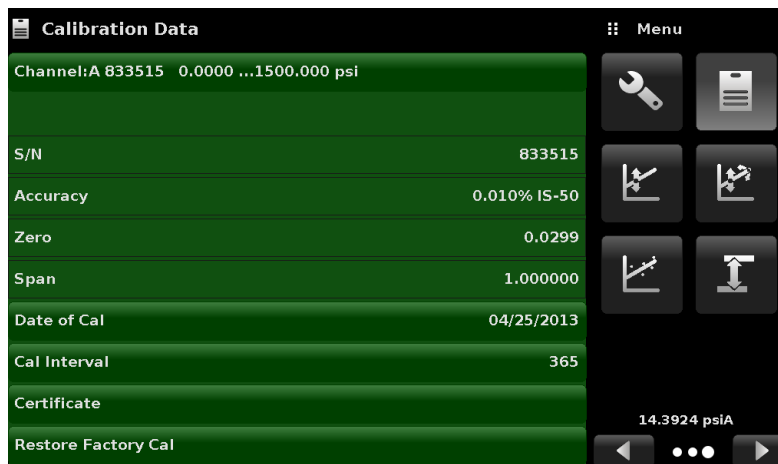 Calibration Data
Menu
Channel:A 833515 0.0000 ...1500.000 psi
S/N 833515
Accuracy 0.010% IS-50
Zero 0.0299
Span 1.000000
Date of Cal 04/25/2013
Cal Interval 365
Certificate
Restore Factory Cal
14.3924 psiA